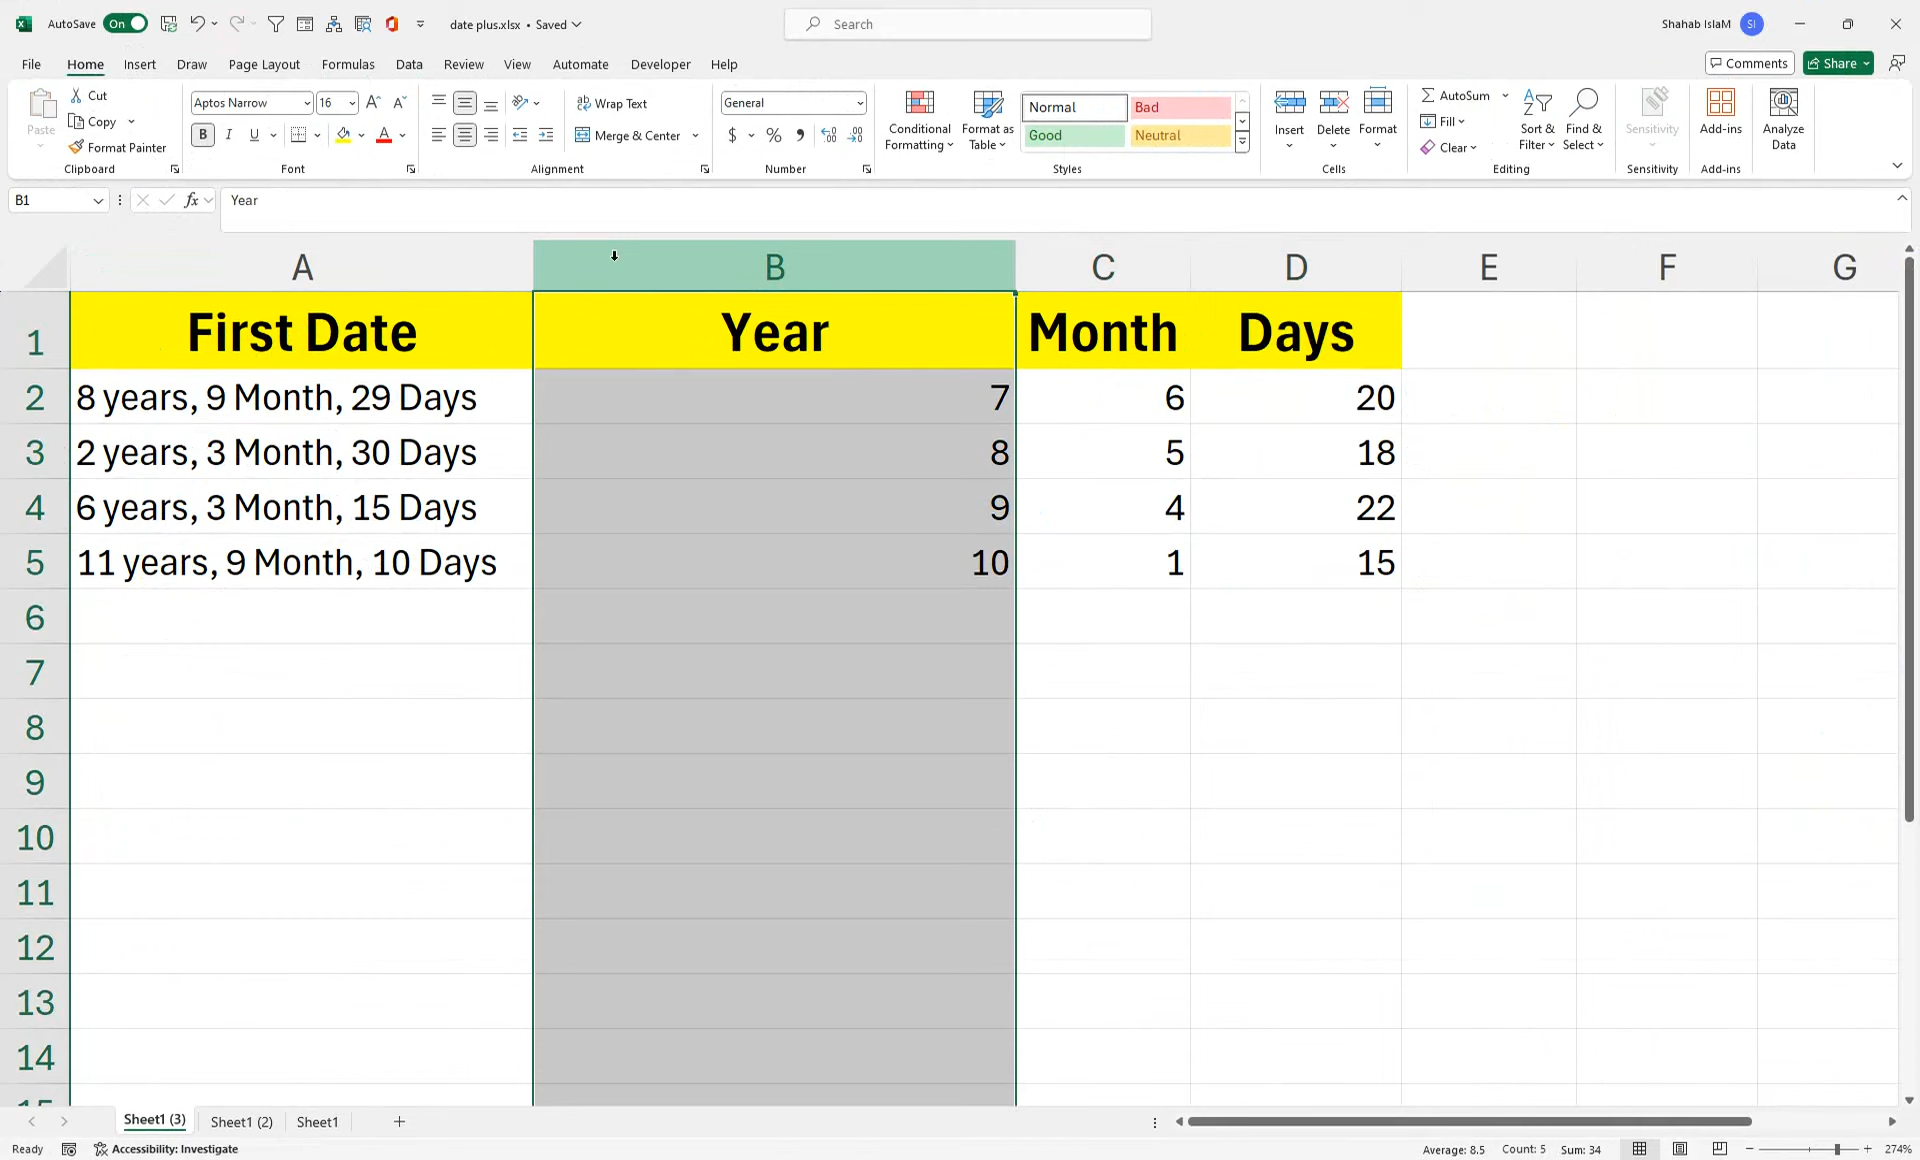 AutoSave On date plus.xlsx • Saved Search Shahab IslaM SI
File Home Insert Draw Page Layout Formulas Data Review View Automate Developer Help Comments Share
Paste Cut Aptos Narrow 16 Wrap Text General Conditional Formatting Format as Table Normal Bad Insert Delete Format AutoSum Sort & Filter Find & Select Sensitivity Add-ins Analyze Data
Copy B I U A Merge & Center $ % Good Neutral Fill
Format Painter Clear
Clipboard Font Alignment Number Styles Cells Editing Sensitivity Add-ins
B1 fx Year
A B C D E F G
1 First Date Year Month Days
2 8 years, 9 Month, 29 Days 7 6 20
3 2 years, 3 Month, 30 Days 8 5 18
4 6 years, 3 Month, 15 Days 9 4 22
5 11 years, 9 Month, 10 Days 10 1 15
6
7
8
9
10
11
12
13
14
15
Sheet1 (3) Sheet1 (2) Sheet1
Ready Accessibility: Investigate Average: 8.5 Count: 5 Sum: 34 274%